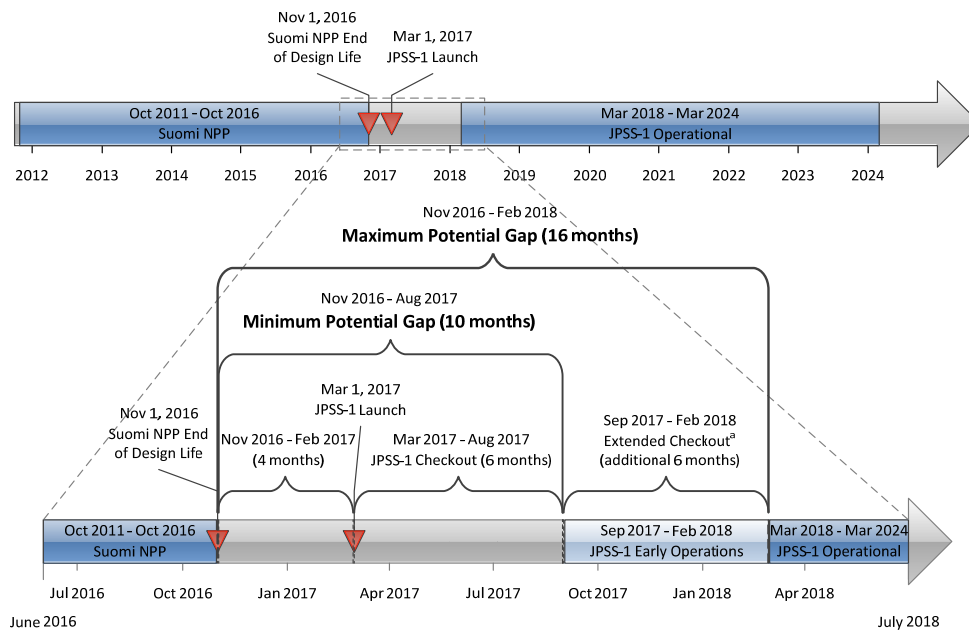 Nov 1, 2016
Suomi NPP End
of Design Life
Mar 1, 2017
JPSS-1 Launch
Oct 2011 – Oct 2016
Suomi NPP
Mar 2018 – Mar 2024
JPSS-1 Operational
2012 2013 2014 2015 2016 2017 2018 2019 2020 2021 2022 2023 2024
Nov 2016 – Feb 2018
Maximum Potential Gap (16 months)
Nov 2016 – Aug 2017
Minimum Potential Gap (10 months)
Mar 1, 2017
JPSS-1 Launch
Nov 1, 2016
Suomi NPP End
of Design Life
Nov 2016 – Feb 2017
(4 months)
Mar 2017 – Aug 2017
JPSS-1 Checkout (6 months)
Sep 2017 – Feb 2018
Extended Checkoutᵃ
(additional 6 months)
Oct 2011 – Oct 2016
Suomi NPP
Sep 2017 – Feb 2018
JPSS-1 Early Operations
Mar 2018 – Mar 2024
JPSS-1 Operational
Jul 2016 Oct 2016 Jan 2017 Apr 2017 Jul 2017 Oct 2017 Jan 2018 Apr 2018
June 2016 July 2018